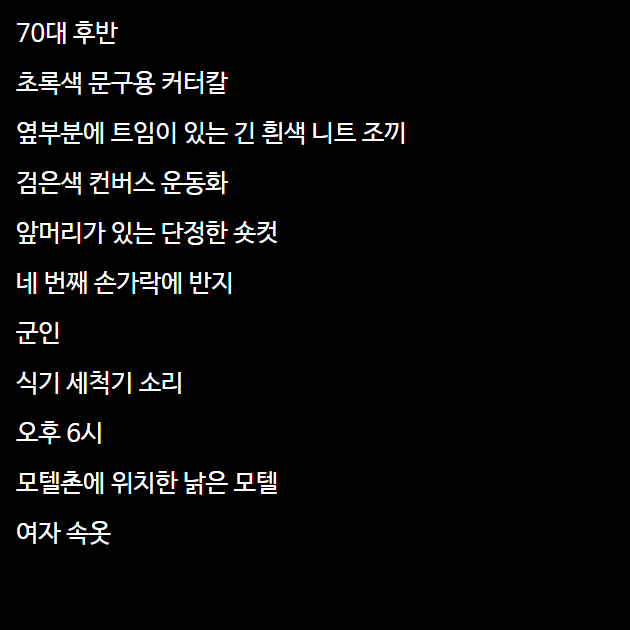 70대 후반
초록색 문구용 커터칼
옆부분에 트임이 있는 긴 흰색 니트 조끼
검은색 컨버스 운동화
앞머리가 있는 단정한 숏컷
네 번째 손가락에 반지
군인
식기 세척기 소리
오후 6시
모텔촌에 위치한 낡은 모텔
여자 속옷